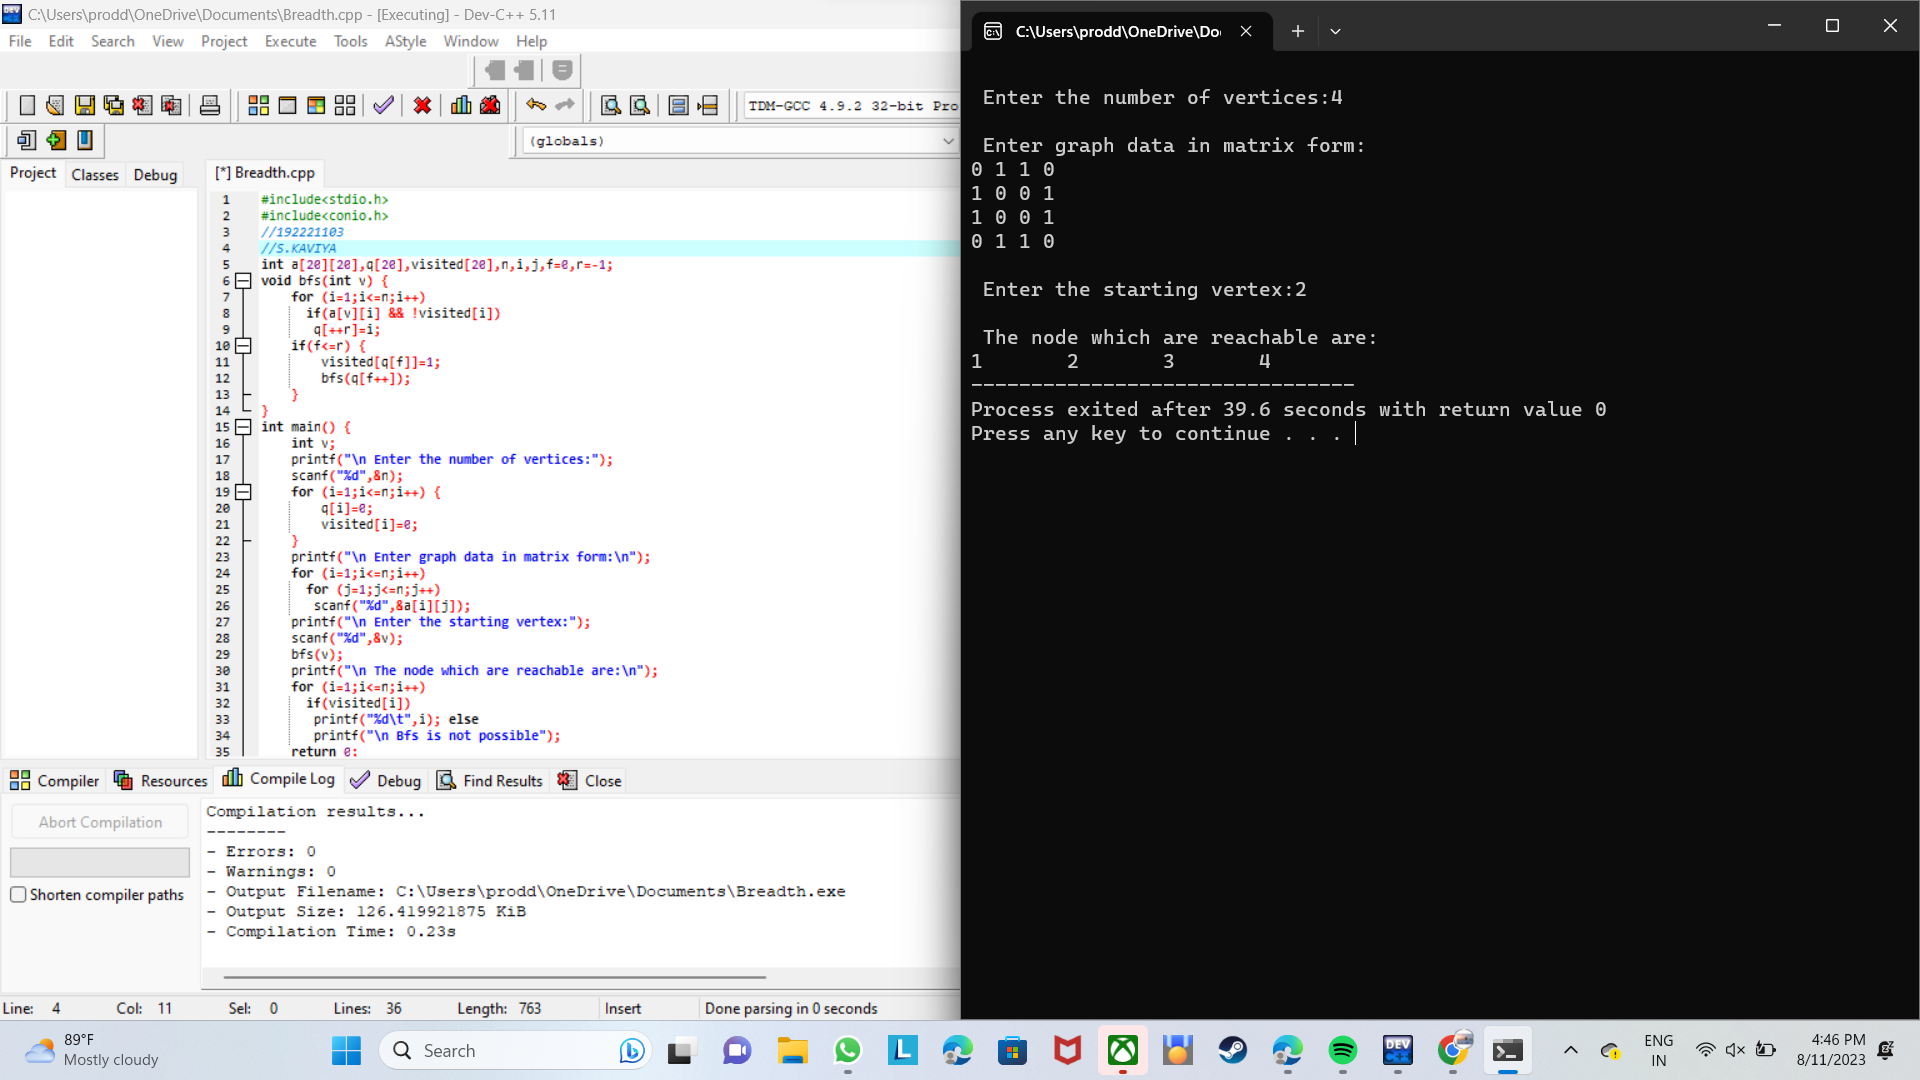 C:\Users\prodd\OneDrive\Documents\Breadth.cpp - [Executing] - Dev-C++ 5.11
File Edit Search View Project Execute Tools AStyle Window Help
TDM-GCC 4.9.2 32-bit Pro
(globals)
Project Classes Debug
[*] Breadth.cpp
1 #include<stdio.h>
2 #include<conio.h>
3 //192221103
4 //S.KAVIYA
5 int a[20][20],q[20],visited[20],n,i,j,f=0,r=-1;
6 void bfs(int v) {
7 for (i=1;i<=n;i++)
8 if(a[v][i] && !visited[i])
9 q[++r]=i;
10 if(f<=r) {
11 visited[q[f]]=1;
12 bfs(q[f++]);
13 }
14 }
15 int main() {
16 int v;
17 printf("\n Enter the number of vertices:");
18 scanf("%d",&n);
19 for (i=1;i<=n;i++) {
20 q[i]=0;
21 visited[i]=0;
22 }
23 printf("\n Enter graph data in matrix form:\n");
24 for (i=1;i<=n;i++)
25 for (j=1;j<=n;j++)
26 scanf("%d",&a[i][j]);
27 printf("\n Enter the starting vertex:");
28 scanf("%d",&v);
29 bfs(v);
30 printf("\n The node which are reachable are:\n");
31 for (i=1;i<=n;i++)
32 if(visited[i])
33 printf("%d\t",i); else
34 printf("\n Bfs is not possible");
35 return 0;
Compiler Resources Compile Log Debug Find Results Close
Abort Compilation
Shorten compiler paths
Compilation results...
--------
- Errors: 0
- Warnings: 0
- Output Filename: C:\Users\prodd\OneDrive\Documents\Breadth.exe
- Output Size: 126.419921875 KiB
- Compilation Time: 0.23s
Line: 4 Col: 11 Sel: 0 Lines: 36 Length: 763 Insert Done parsing in 0 seconds
C:\Users\prodd\OneDrive\Do
Enter the number of vertices:4
Enter graph data in matrix form:
0 1 1 0
1 0 0 1
1 0 0 1
0 1 1 0
Enter the starting vertex:2
The node which are reachable are:
1 2 3 4
--------------------------------
Process exited after 39.6 seconds with return value 0
Press any key to continue . . .
89°F
Mostly cloudy
Search
L
DEV
ENG
IN
4:46 PM
8/11/2023